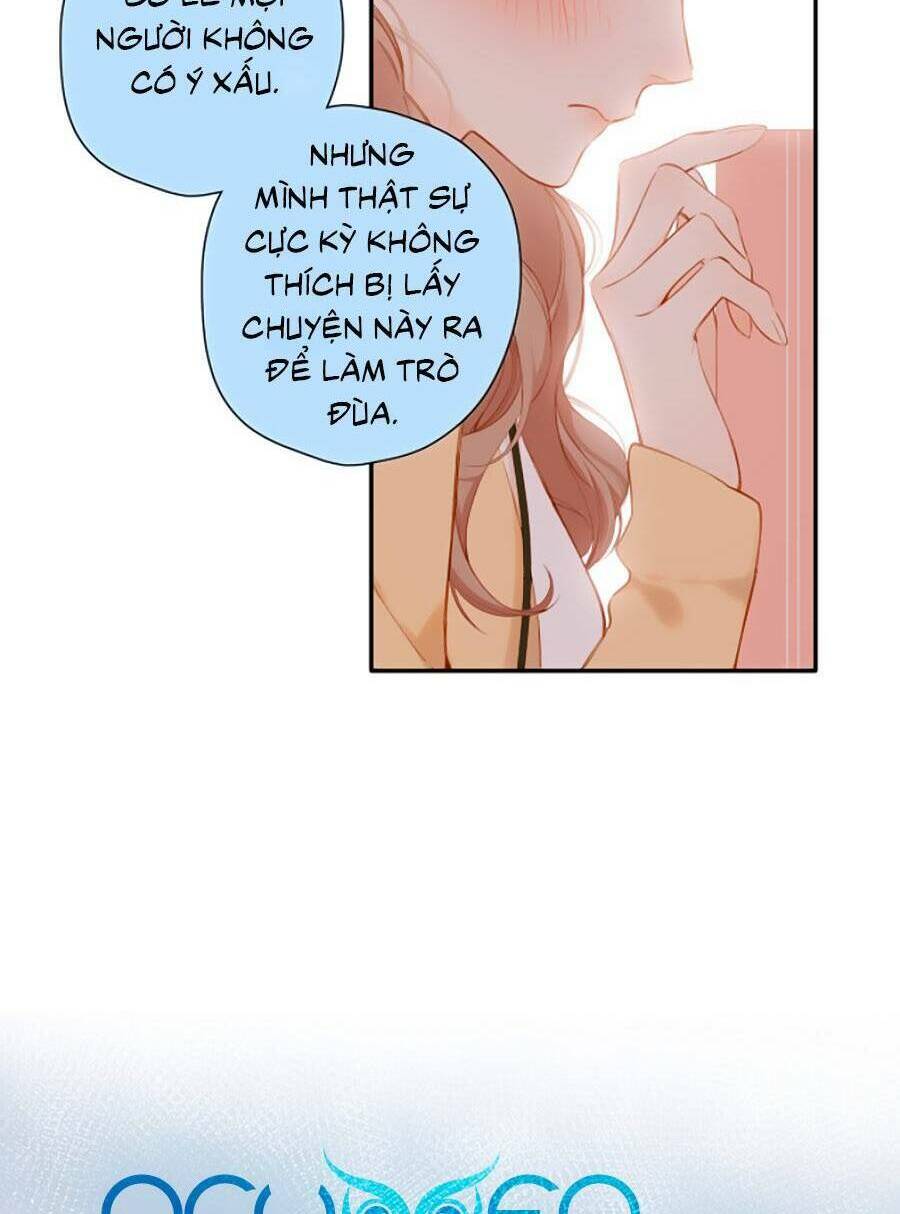 NGƯỜI KHÔNG
CÓ Ý XẤU.
NHƯNG
MÌNH THẬT SỰ
CỰC KỲ KHÔNG
THÍCH BỊ LẤY
CHUYỆN NÀY RA
ĐỂ LÀM TRÒ
ĐÙA.